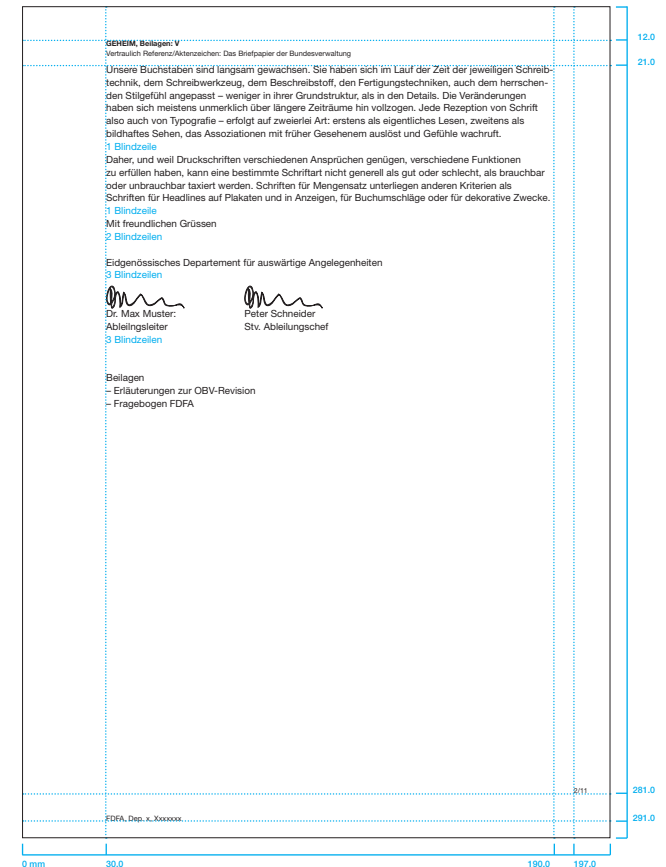 12.0
GEHEIM, Beilagen: V
Vertraulich Referenz/Aktenzeichen: Das Briefpapier der Bundesverwaltung
21.0
Unsere Buchstaben sind langsam gewachsen. Sie haben sich im Lauf der Zeit der jeweiligen Schreib-
technik, dem Schreibwerkzeug, dem Beschreibstoff, den Fertigungstechniken, auch dem herrschen-
den Stilgefühl angepasst – weniger in ihrer Grundstruktur, als in den Details. Die Veränderungen
haben sich meistens unmerklich über längere Zeiträume hin vollzogen. Jede Rezeption von Schrift
also auch von Typografie – erfolgt auf zweierlei Art: erstens als eigentliches Lesen, zweitens als
bildhaftes Sehen, das Assoziationen mit früher Gesehenem auslöst und Gefühle wachruft.
1 Blindzeile
Daher, und weil Druckschriften verschiedenen Ansprüchen genügen, verschiedene Funktionen
zu erfüllen haben, kann eine bestimmte Schriftart nicht generell als gut oder schlecht, als brauchbar
oder unbrauchbar taxiert werden. Schriften für Mengensatz unterliegen anderen Kriterien als
Schriften für Headlines auf Plakaten und in Anzeigen, für Buchumschläge oder für dekorative Zwecke.
1 Blindzeile
Mit freundlichen Grüssen
2 Blindzeilen
Eidgenössisches Departement für auswärtige Angelegenheiten
3 Blindzeilen
Dr. Max Muster: Peter Schneider
Ableilngsleiter Stv. Ableilungschef
3 Blindzeilen
Beilagen
– Erläuterungen zur OBV-Revision
– Fragebogen FDFA
2/11
281.0
FDFA, Dep. x, Xxxxxxx
291.0
0 mm 30.0 190.0 197.0